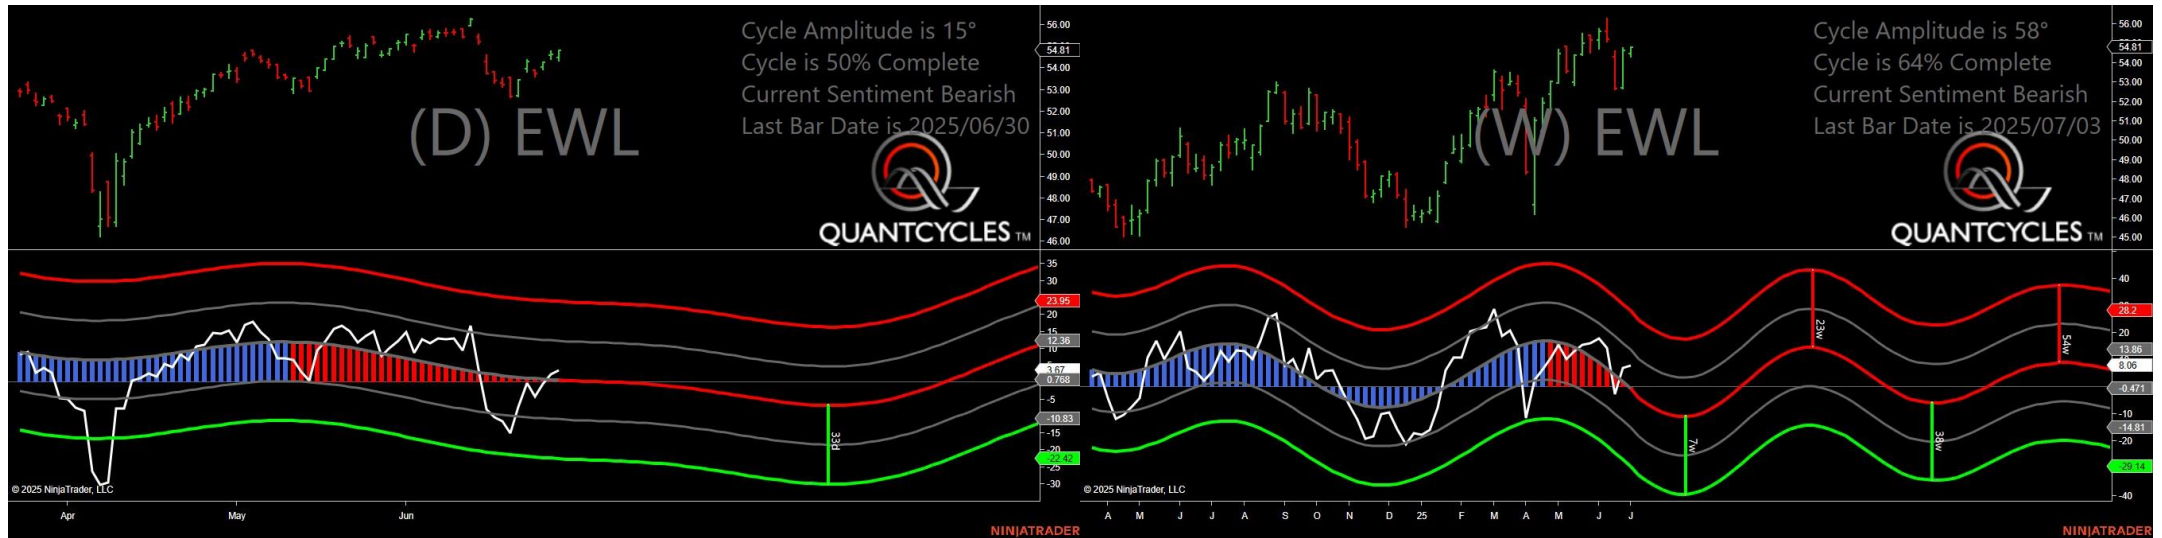 Cycle Amplitude is 15°
Cycle is 50% Complete
Current Sentiment Bearish
Last Bar Date is 2025/06/30
(D) EWL
QUANTCYCLES TM
56.00
54.81
54.00
53.00
52.00
51.00
50.00
49.00
48.00
47.00
46.00
35
30
23.95
20
15
12.36
10
3.67
0.768
-5
-10.83
-15
-22.42
-25
-30
33d
© 2025 NinjaTrader, LLC
Apr May Jun
NINJATRADER
Cycle Amplitude is 58°
Cycle is 64% Complete
Current Sentiment Bearish
Last Bar Date is 2025/07/03
(W) EWL
QUANTCYCLES TM
56.00
54.81
54.00
53.00
52.00
51.00
50.00
49.00
48.00
47.00
46.00
45.00
40
28.2
20
13.86
8.06
-0.471
-10
-14.81
-20
-29.14
-40
7w
23w
38w
54w
© 2025 NinjaTrader, LLC
A M J J A S O N D 25 F M A M J J
NINJATRADER